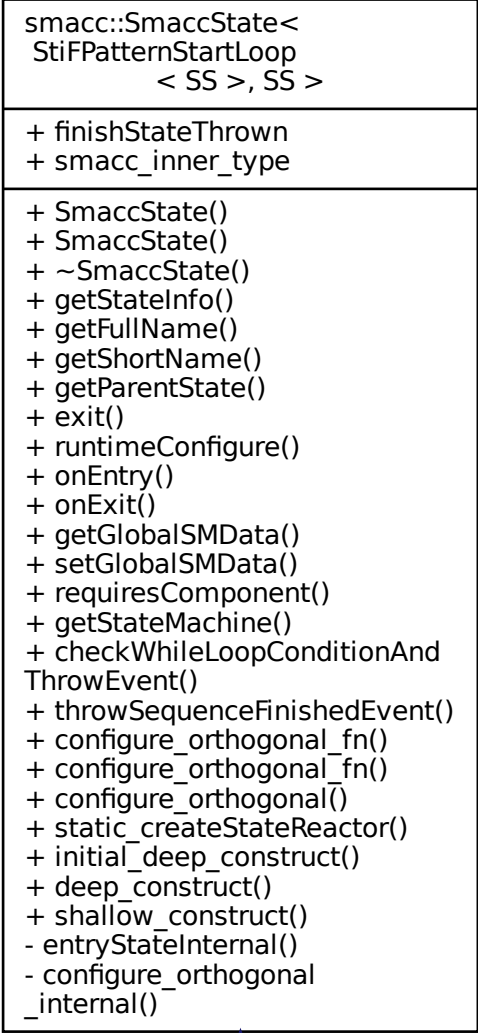 smacc::SmaccState<
StiFPatternStartLoop
< SS >, SS >
+ finishStateThrown
+ smacc_inner_type
+ SmaccState()
+ SmaccState()
+ ~SmaccState()
+ getStateInfo()
+ getFullName()
+ getShortName()
+ getParentState()
+ exit()
+ runtimeConfigure()
+ onEntry()
+ onExit()
+ getGlobalSMData()
+ setGlobalSMData()
+ requiresComponent()
+ getStateMachine()
+ checkWhileLoopConditionAnd
ThrowEvent()
+ throwSequenceFinishedEvent()
+ configure_orthogonal_fn()
+ configure_orthogonal_fn()
+ configure_orthogonal()
+ static_createStateReactor()
+ initial_deep_construct()
+ deep_construct()
+ shallow_construct()
- entryStateInternal()
- configure_orthogonal
_internal()